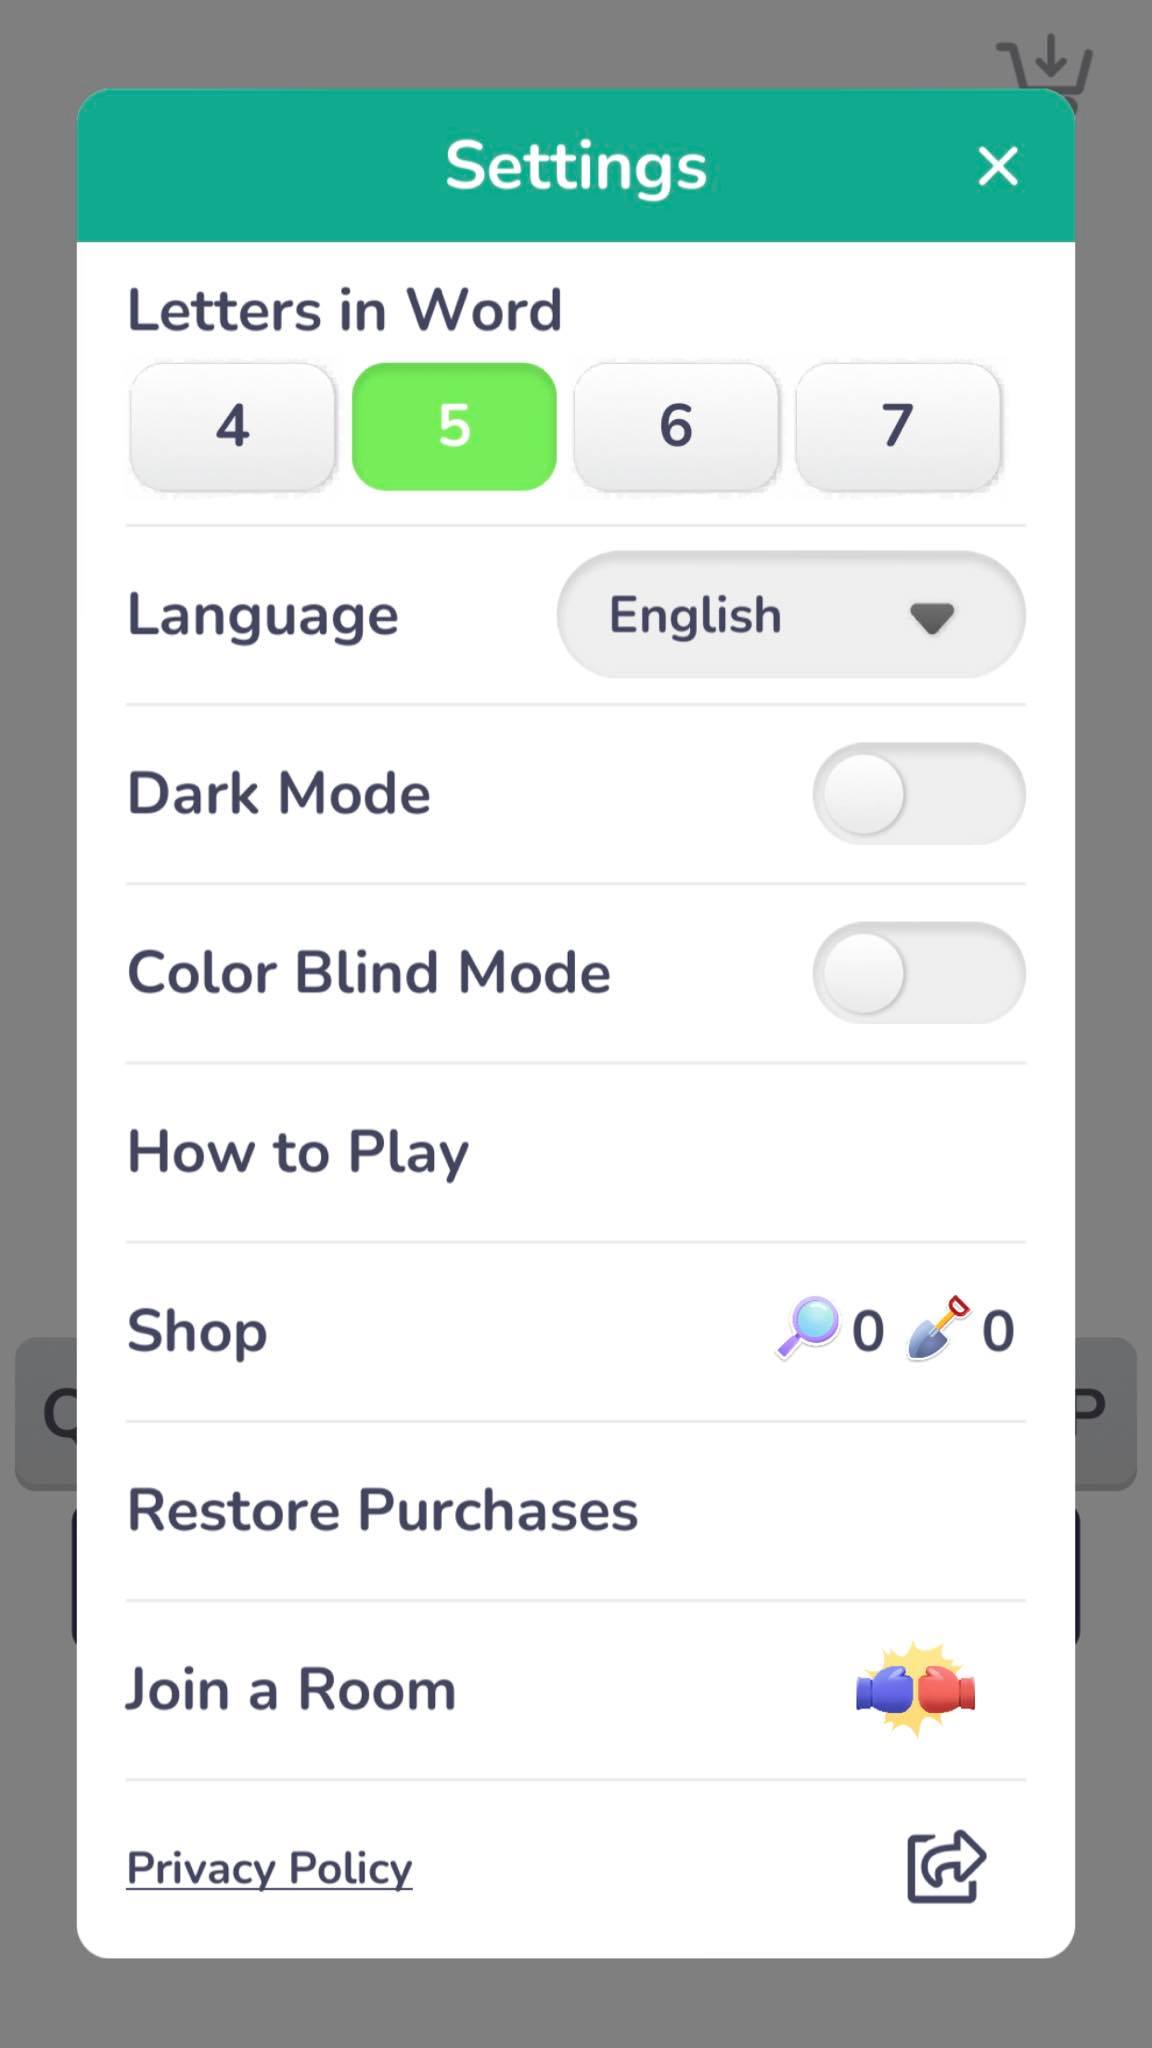 Settings
Letters in Word
4 5 6 7
Language English
Dark Mode
Color Blind Mode
How to Play
Shop 0 0
Q P
Restore Purchases
Join a Room
Privacy Policy